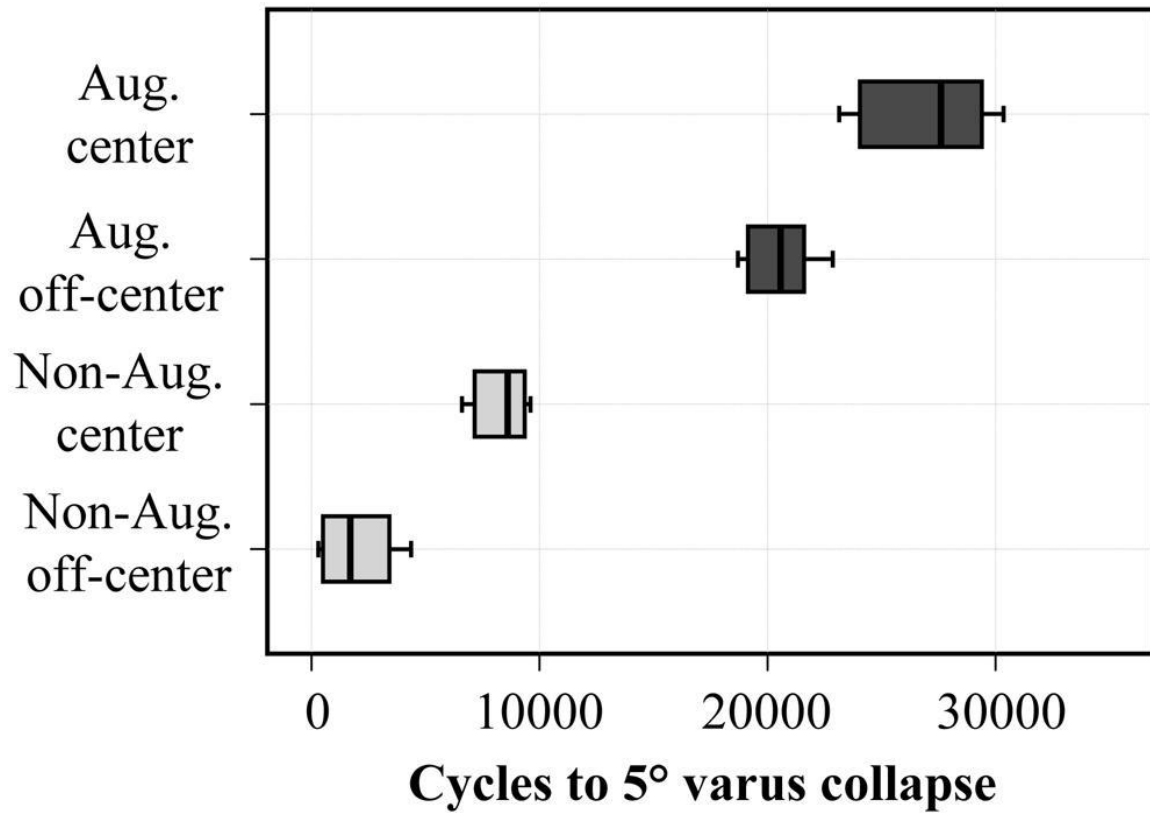 Aug.
center
Aug.
off-center
Non-Aug.
center
Non-Aug.
off-center
0 10000 20000 30000
Cycles to 5° varus collapse